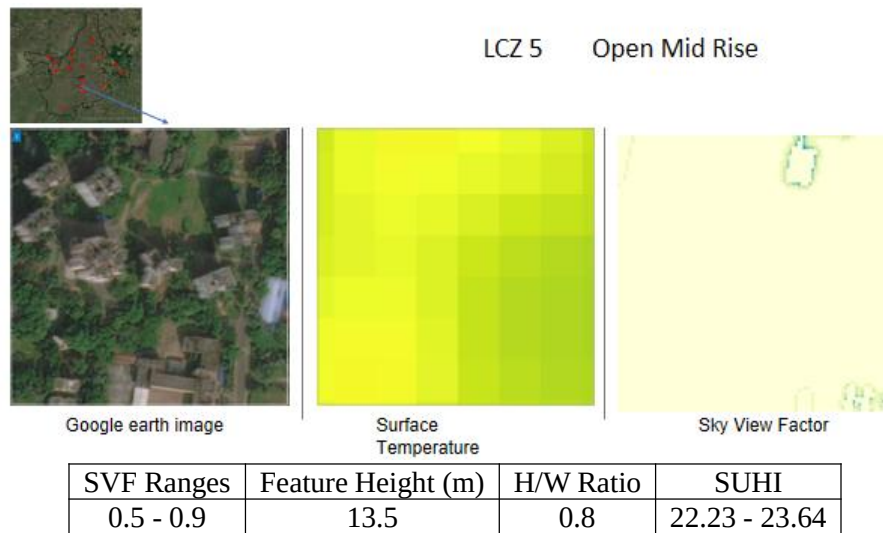 LCZ 5 Open Mid Rise
Google earth image
Surface
Temperature
Sky View Factor
SVF Ranges Feature Height (m) H/W Ratio SUHI
0.5 - 0.9 13.5 0.8 22.23 - 23.64